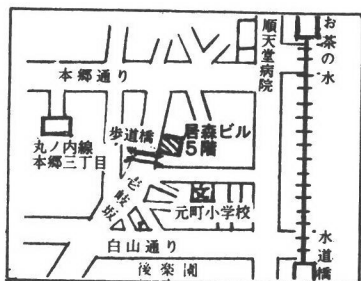 お茶の水
順天堂病院
本郷通り
丸ノ内線
本郷三丁目
歩道橋
居森ビル
5階
壱岐坂
元町小学校
白山通り
水道橋
後楽園